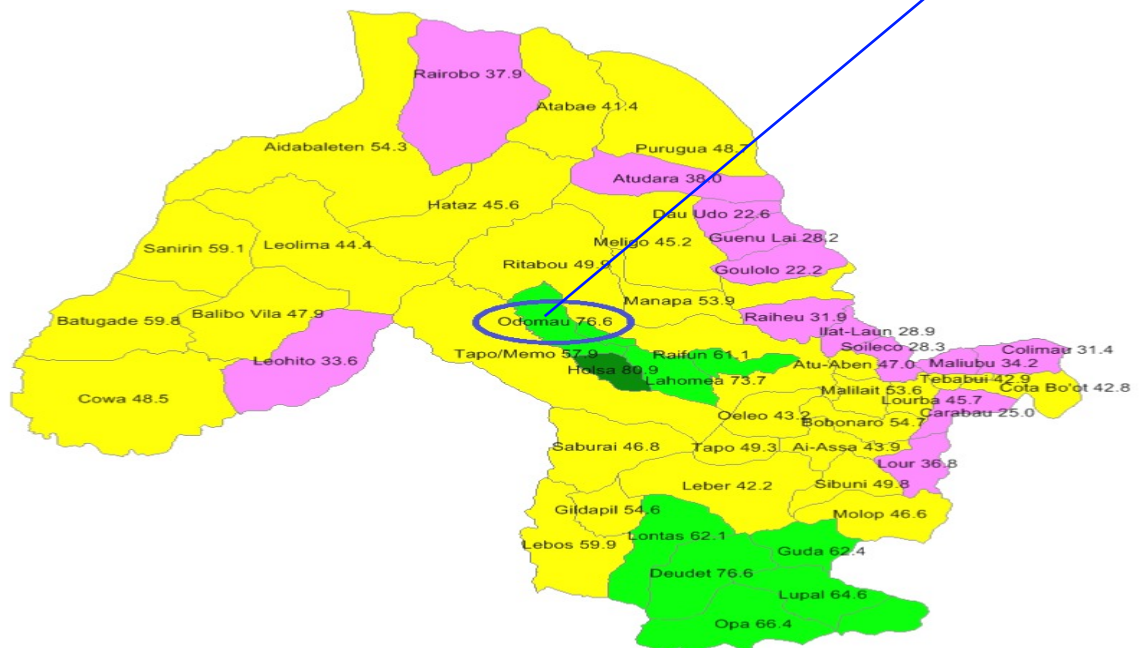 Rairobo 37.9
Atabae 41.4
Aidabaleten 54.3
Purugua 48.7
Atudara 38.0
Hataz 45.6
Dau Udo 22.6
Sanirin 59.1
Leolima 44.4
Meligo 45.2
Guenu Lai 28.2
Ritabou 49.9
Goulolo 22.2
Manapa 53.9
Batugade 59.8
Balibo Vila 47.9
Odomau 76.6
Raiheu 31.9
Ilat-Laun 28.9
Soileco 28.3
Colimau 31.4
Leohito 33.6
Tapo/Memo 57.9
Raifun 61.1
Atu-Aben 47.0
Maliubu 34.2
Holsa 80.9
Lahomea 73.7
Tebabui 42.9
Cota Bo'ot 42.8
Cowa 48.5
Malilait 53.6
Lourba 45.7
Oeleo 43.2
Carabau 25.0
Bobonaro 54.7
Saburai 46.8
Tapo 49.3
Ai-Assa 43.9
Lour 36.8
Leber 42.2
Sibuni 49.8
Gildapil 54.6
Molop 46.6
Lontas 62.1
Lebos 59.9
Guda 62.4
Deudet 76.6
Lupal 64.6
Opa 66.4